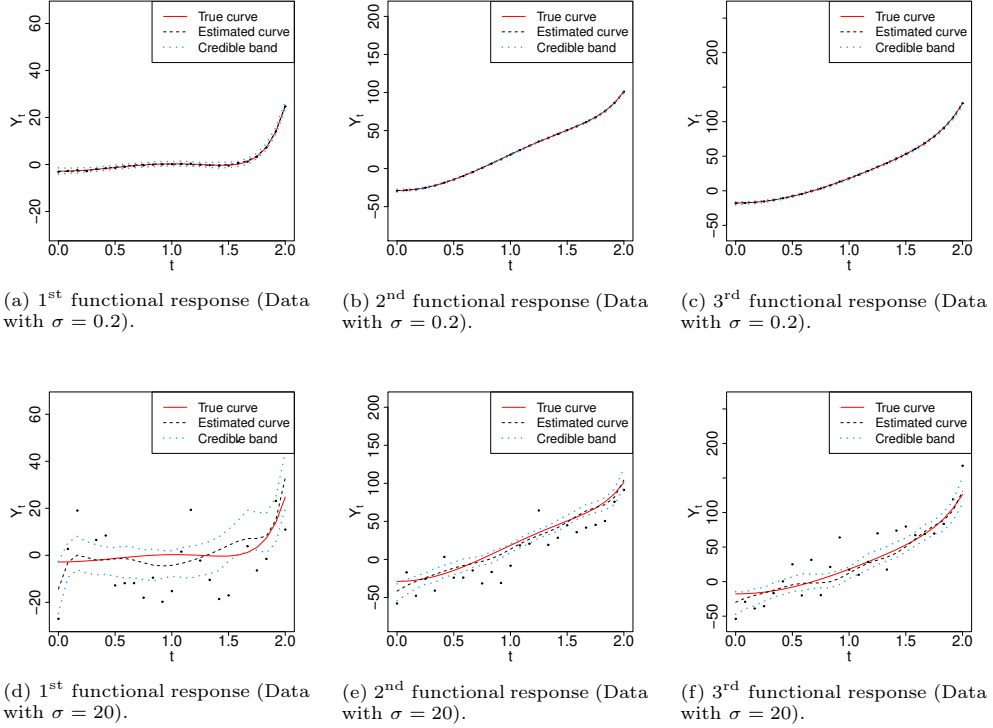 True curve
Estimated curve
Credible band
Y_t
60
40
20
0
−20
0.0 0.5 1.0 1.5 2.0
t
(a) 1st functional response (Data
with σ = 0.2).
True curve
Estimated curve
Credible band
Y_t
200
150
100
50
0
−50
0.0 0.5 1.0 1.5 2.0
t
(b) 2nd functional response (Data
with σ = 0.2).
True curve
Estimated curve
Credible band
Y_t
200
150
100
50
0
−50
0.0 0.5 1.0 1.5 2.0
t
(c) 3rd functional response (Data
with σ = 0.2).
True curve
Estimated curve
Credible band
Y_t
60
40
20
0
−20
0.0 0.5 1.0 1.5 2.0
t
(d) 1st functional response (Data
with σ = 20).
True curve
Estimated curve
Credible band
Y_t
200
150
100
50
0
−50
0.0 0.5 1.0 1.5 2.0
t
(e) 2nd functional response (Data
with σ = 20).
True curve
Estimated curve
Credible band
Y_t
200
150
100
50
0
−50
0.0 0.5 1.0 1.5 2.0
t
(f) 3rd functional response (Data
with σ = 20).